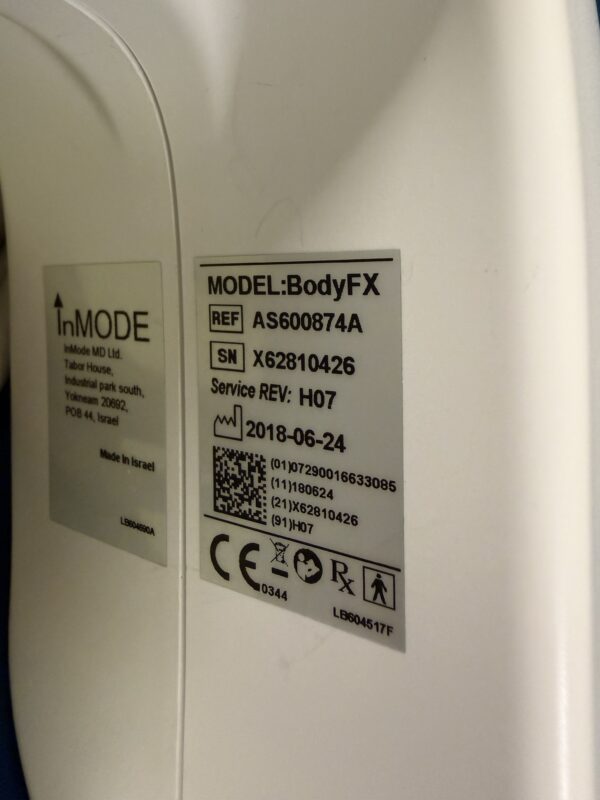 InMODE
InMode MD Ltd.
Tabor House,
Industrial park south,
Yokneam 20692,
POB 44, Israel
Made in Israel
LB604690A
MODEL:BodyFX
REF AS600874A
SN X62810426
Service REV: H07
2018-06-24
(01)07290016633085
(11)180624
(21)X62810426
(91)H07
CE 0344
Rx
LB604517F